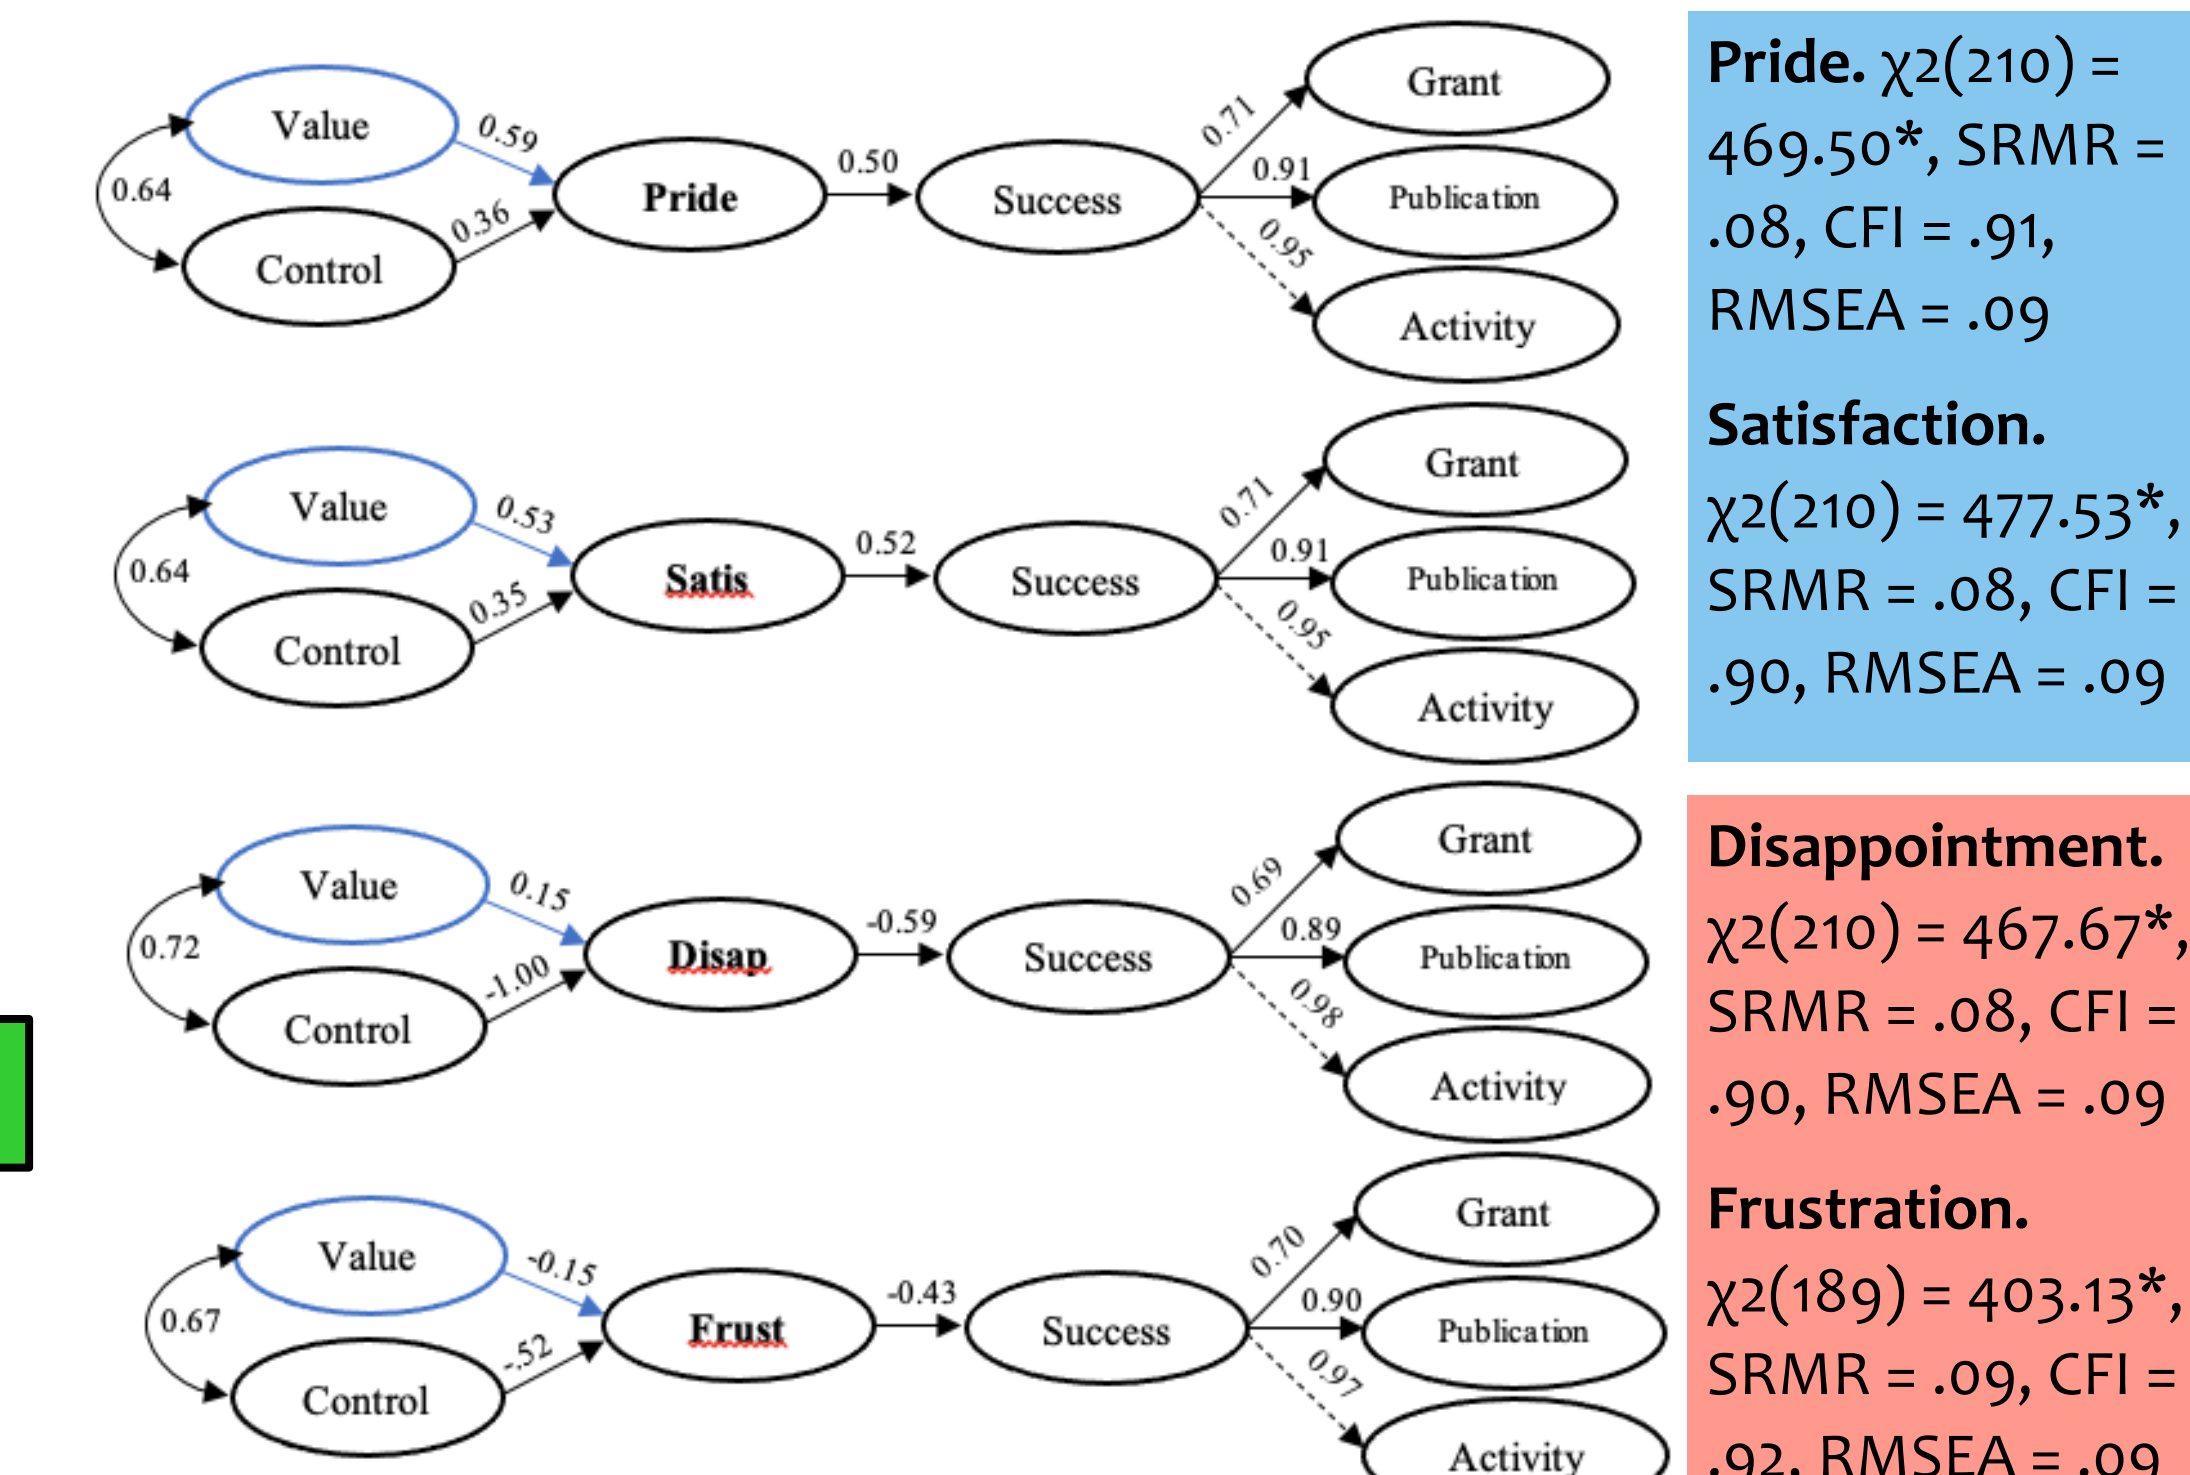 Value
0.59
0.64
Control
0.36
Pride
0.50
Success
0.71
Grant
0.91
Publication
0.95
Activity
Value
0.53
0.64
Control
0.35
Satis
0.52
Success
0.71
Grant
0.91
Publication
0.95
Activity
Value
0.15
0.72
Control
-1.00
Disap
-0.59
Success
0.69
Grant
0.89
Publication
0.98
Activity
Value
-0.15
0.67
Control
-.52
Frust
-0.43
Success
0.70
Grant
0.90
Publication
0.97
Activity
Pride. χ2(210) =
469.50*, SRMR =
.08, CFI = .91,
RMSEA = .09
Satisfaction.
χ2(210) = 477.53*,
SRMR = .08, CFI =
.90, RMSEA = .09
Disappointment.
χ2(210) = 467.67*,
SRMR = .08, CFI =
.90, RMSEA = .09
Frustration.
χ2(189) = 403.13*,
SRMR = .09, CFI =
.92, RMSEA = .09